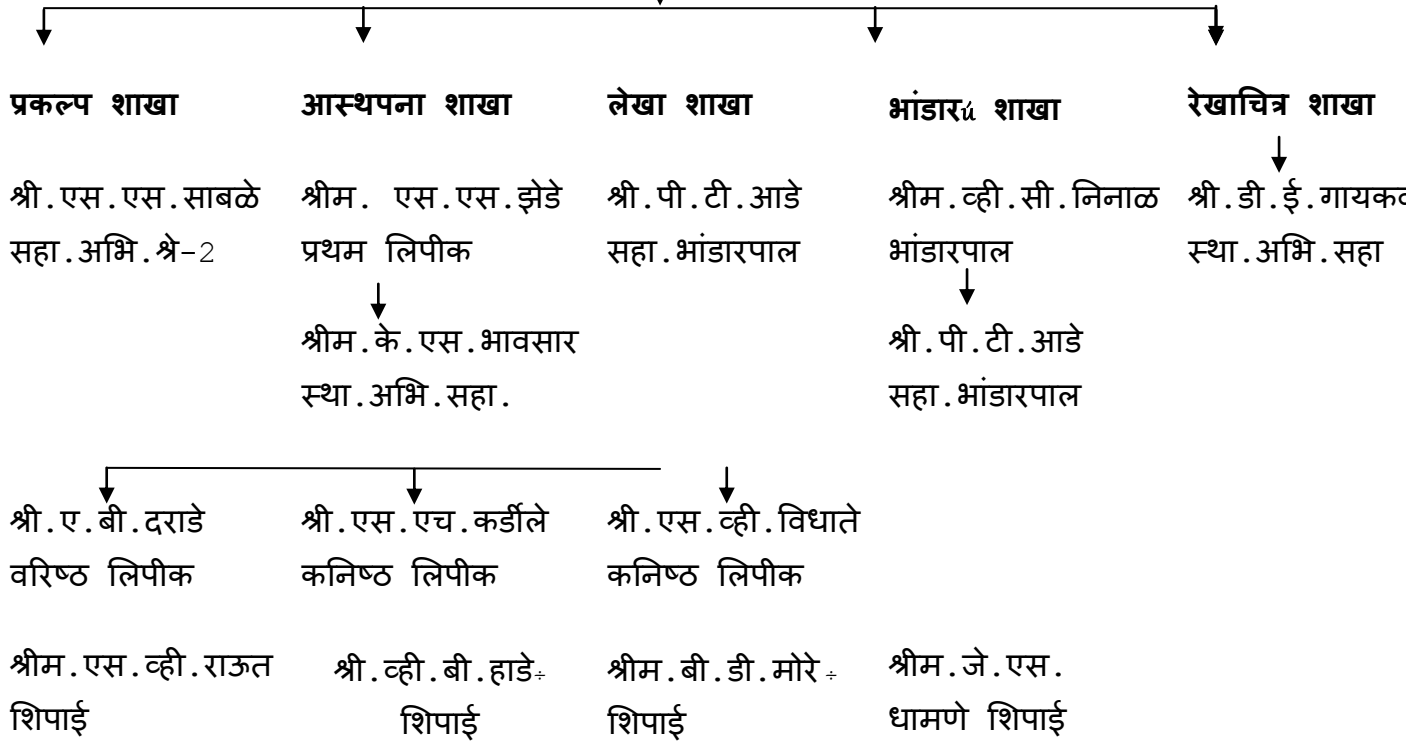 प्रकल्प शाखा आस्थपना शाखा लेखा शाखा भांडारú शाखा रेखाचित्र शाखा
श्री.एस.एस.साबळे श्रीम. एस.एस.झेडे श्री.पी.टी.आडे श्रीम.व्ही.सी.निनाळ श्री.डी.ई.
सहा.अभि.श्रे-2 प्रथम लिपीक सहा.भांडारपाल भांडारपाल स्था.अभि.सहा
श्रीम.के.एस.भावसार श्री.पी.टी.आडे
स्था.अभि.सहा. सहा.भांडारपाल
श्री.ए.बी.दराडे श्री.एस.एच.कर्डीले श्री.एस.व्ही.विधाते
वरिष्ठ लिपीक कनिष्ठ लिपीक कनिष्ठ लिपीक
श्रीम.एस.व्ही.राऊत श्री.व्ही.बी.हाडे÷ श्रीम.बी.डी.मोरे÷ श्रीम.जे.एस.
शिपाई शिपाई शिपाई धामणे शिपाई